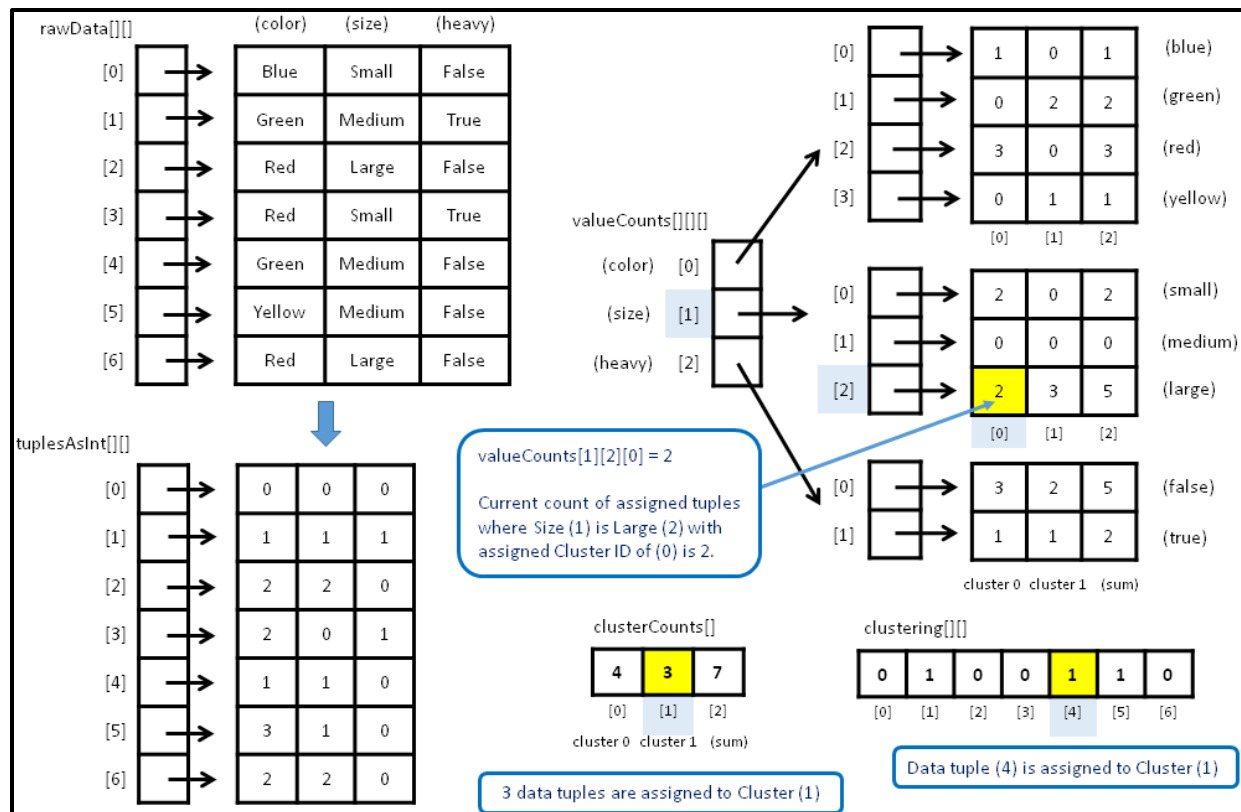 rawData[][]
(color) (size) (heavy)
[0] Blue Small False
[1] Green Medium True
[2] Red Large False
[3] Red Small True
[4] Green Medium False
[5] Yellow Medium False
[6] Red Large False
tuplesAsInt[][]
[0] 0 0 0
[1] 1 1 1
[2] 2 2 0
[3] 2 0 1
[4] 1 1 0
[5] 3 1 0
[6] 2 2 0
valueCounts[][][]
(color) [0]
(size) [1]
(heavy) [2]
[0] 1 0 1 (blue)
[1] 0 2 2 (green)
[2] 3 0 3 (red)
[3] 0 1 1 (yellow)
[0] [1] [2]
[0] 2 0 2 (small)
[1] 0 0 0 (medium)
[2] 2 3 5 (large)
[0] [1] [2]
[0] 3 2 5 (false)
[1] 1 1 2 (true)
cluster 0 cluster 1 (sum)
valueCounts[1][2][0] = 2
Current count of assigned tuples
where Size (1) is Large (2) with
assigned Cluster ID of (0) is 2.
clusterCounts[]
4 3 7
[0] [1] [2]
cluster 0 cluster 1 (sum)
3 data tuples are assigned to Cluster (1)
clustering[][]
0 1 0 0 1 1 0
[0] [1] [2] [3] [4] [5] [6]
Data tuple (4) is assigned to Cluster (1)